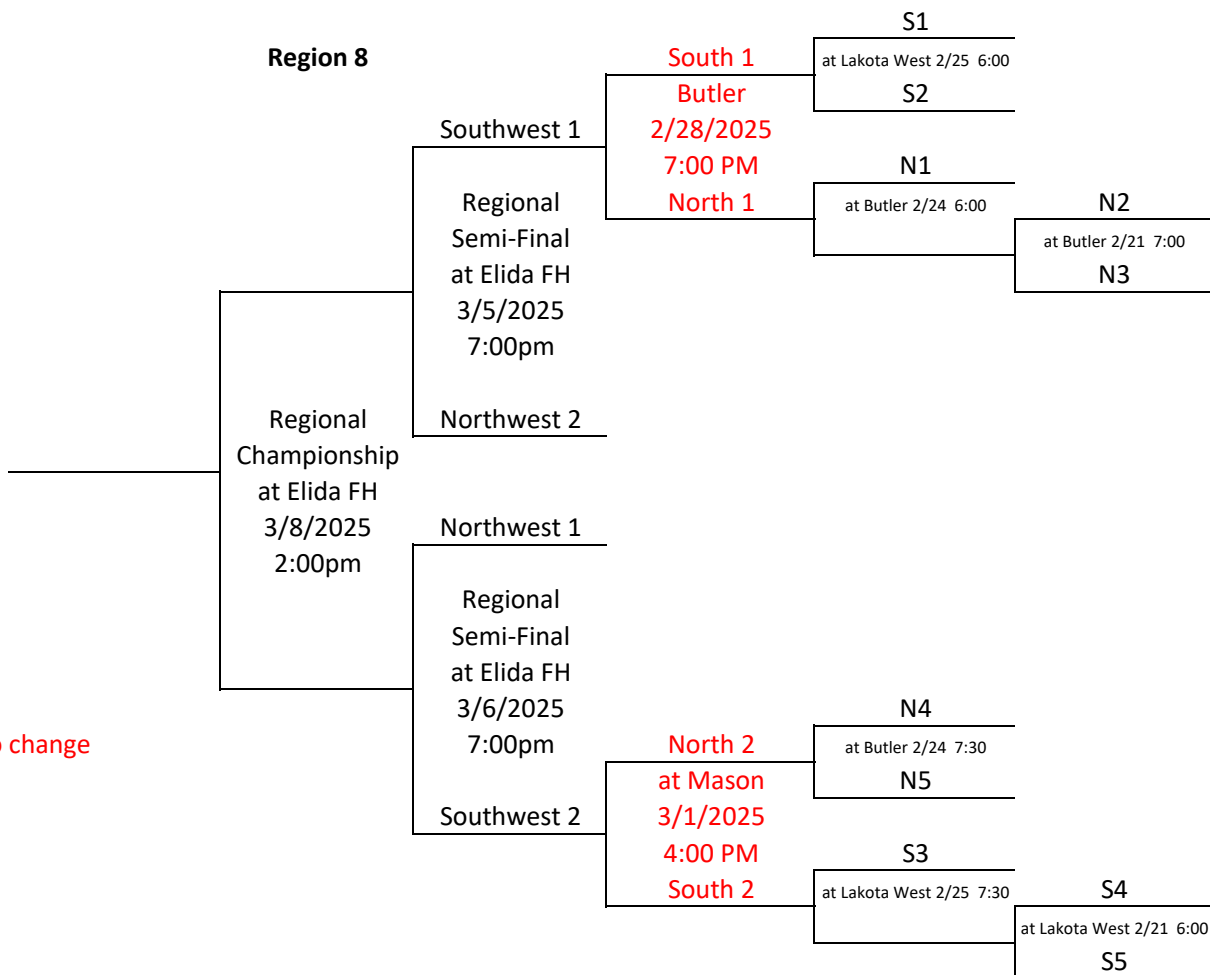 S1
Region 8
South 1
at Lakota West 2/25 6:00
Butler
S2
Southwest 1
2/28/2025
7:00 PM
N1
Regional
North 1
at Butler 2/24 6:00
N2
Semi-Final
at Butler 2/21 7:00
at Elida FH
N3
3/5/2025
7:00pm
Regional
Northwest 2
Championship
at Elida FH
3/8/2025
Northwest 1
2:00pm
Regional
Semi-Final
at Elida FH
3/6/2025
N4
change
7:00pm
North 2
at Butler 2/24 7:30
at Mason
N5
Southwest 2
3/1/2025
4:00 PM
S3
South 2
at Lakota West 2/25 7:30
S4
at Lakota West 2/21 6:00
S5